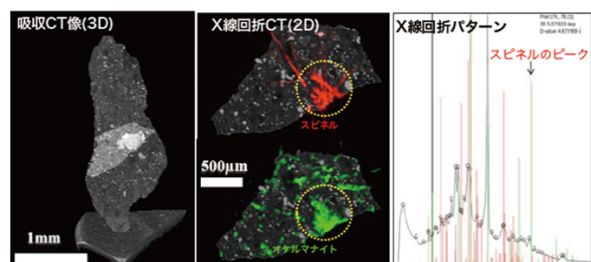 吸収CT像(3D)
1mm
X線回折CT(2D)
スピネル
500μm
オケルマナイト
X線回折パターン
スピネルのピーク